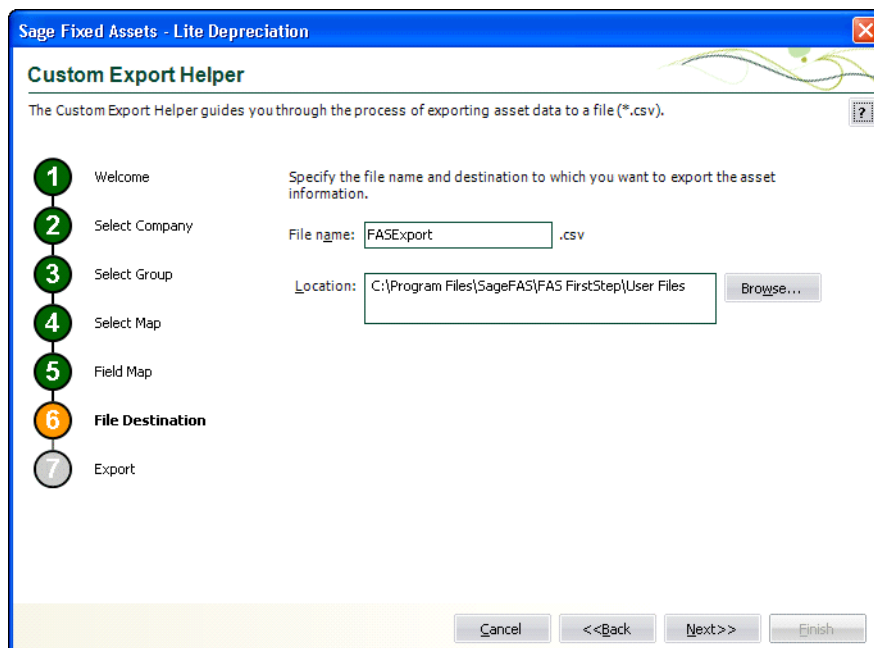 Sage Fixed Assets - Lite Depreciation
Custom Export Helper
The Custom Export Helper guides you through the process of exporting asset data to a file (*.csv).
?
1 Welcome
2 Select Company
3 Select Group
4 Select Map
5 Field Map
6 File Destination
7 Export
Specify the file name and destination to which you want to export the asset
information.
File name: FASExport .csv
Location: C:\Program Files\SageFAS\FAS FirstStep\User Files Browse...
Cancel <<Back Next>> Finish